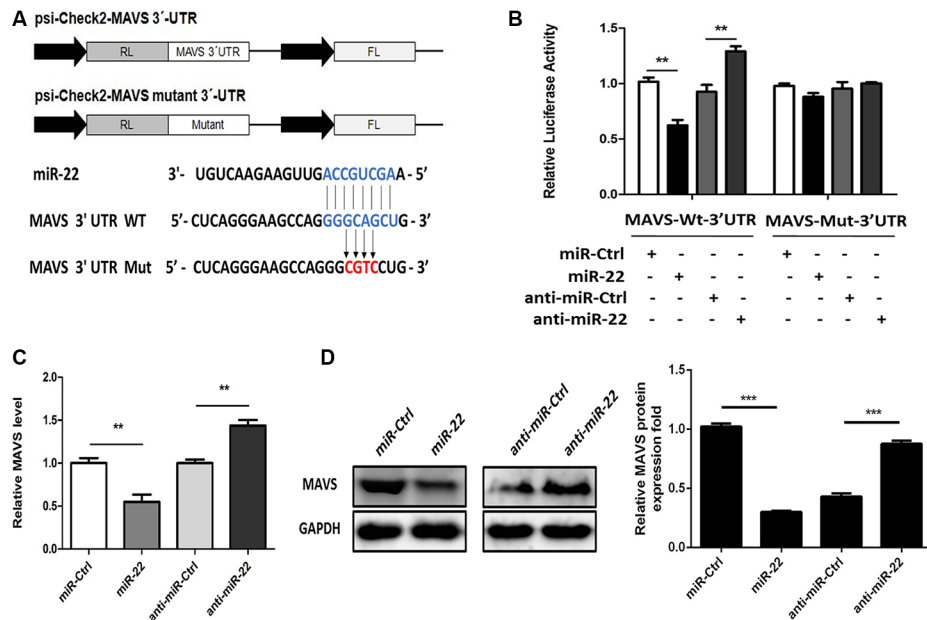 A
psi-Check2-MAVS 3´-UTR
RL MAVS 3´UTR FL
psi-Check2-MAVS mutant 3´-UTR
RL Mutant FL
miR-22 3'- UGUCAAGAAGUUGACCGUCGAA- 5’
MAVS 3' UTR WT 5’- CUCAGGGAAGCCAGGGGCAGCUG- 3’
MAVS 3' UTR Mut 5’ - CUCAGGGAAGCCAGGGCGTCCUG- 3’
B
Relative Luciferase Activity
1.5
1.0
0.5
0.0
** **
MAVS-Wt-3’UTR MAVS-Mut-3’UTR
miR-Ctrl + - - - + - - -
miR-22 - + - - - + - -
anti-miR-Ctrl - - + - - - + -
anti-miR-22 - - - + - - - +
C
Relative MAVS level
2.0
1.5
1.0
0.5
0.0
** **
miR-Ctrl
miR-22
anti-miR-Ctrl
anti-miR-22
D
miR-Ctrl
miR-22
anti-miR-Ctrl
anti-miR-22
MAVS
GAPDH
Relative MAVS protein
expression fold
1.5
1.0
0.5
0.0
*** ***
miR-Ctrl
miR-22
anti-miR-Ctrl
anti-miR-22